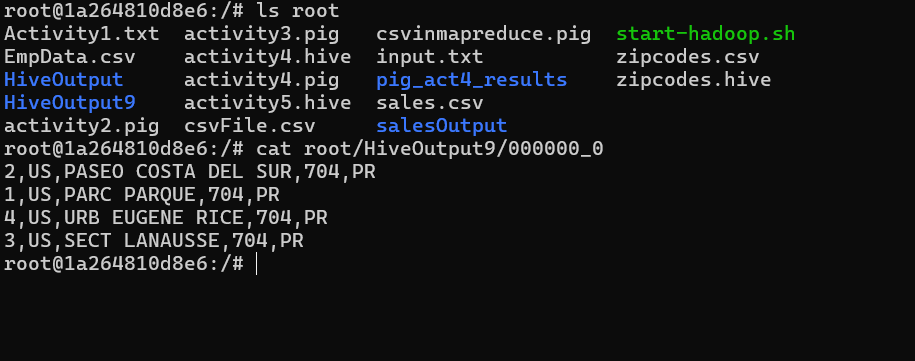 root@1a264810d8e6:/# ls root
Activity1.txt  activity3.pig   csvinmapreduce.pig  start-hadoop.sh
EmpData.csv    activity4.hive  input.txt           zipcodes.csv
HiveOutput     activity4.pig   pig_act4_results    zipcodes.hive
HiveOutput9    activity5.hive  sales.csv
activity2.pig  csvFile.csv     salesOutput
root@1a264810d8e6:/# cat root/HiveOutput9/000000_0
2,US,PASEO COSTA DEL SUR,704,PR
1,US,PARC PARQUE,704,PR
4,US,URB EUGENE RICE,704,PR
3,US,SECT LANAUSSE,704,PR
root@1a264810d8e6:/#